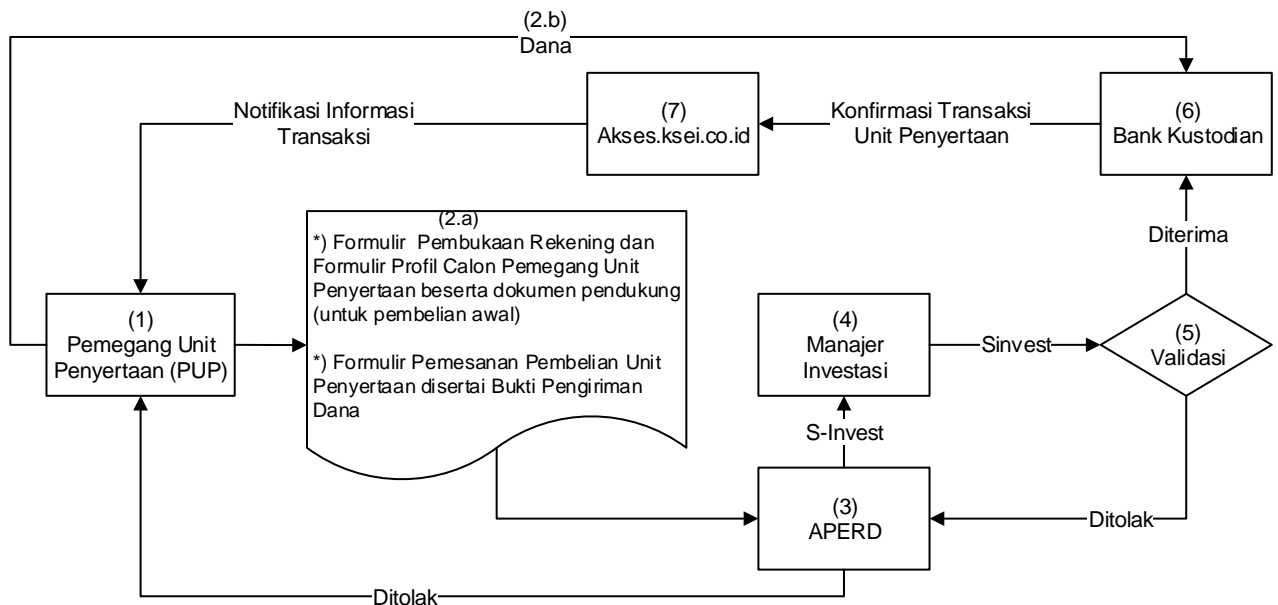 (2.b)
Dana
Notifikasi Informasi
Transaksi
(7)
Akses.ksei.co.id
Konfirmasi Transaksi
Unit Penyertaan
(6)
Bank Kustodian
(2.a)
*) Formulir Pembukaan Rekening dan
Formulir Profil Calon Pemegang Unit
Penyertaan beserta dokumen pendukung
(untuk pembelian awal)
*) Formulir Pemesanan Pembelian Unit
Penyertaan disertai Bukti Pengiriman
Dana
Diterima
(1)
Pemegang Unit
Penyertaan (PUP)
(4)
Manajer
Investasi
Sinvest
(5)
Validasi
S-Invest
(3)
APERD
Ditolak
Ditolak